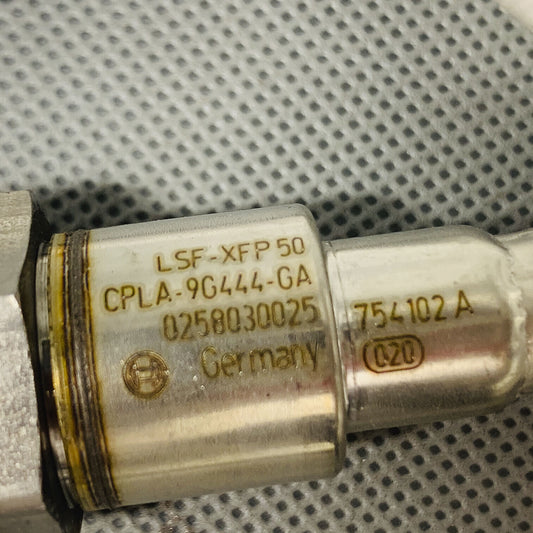 LSF-XFP 50
CPLA-9G444-GA
0258030025
Germany
754102 A
020